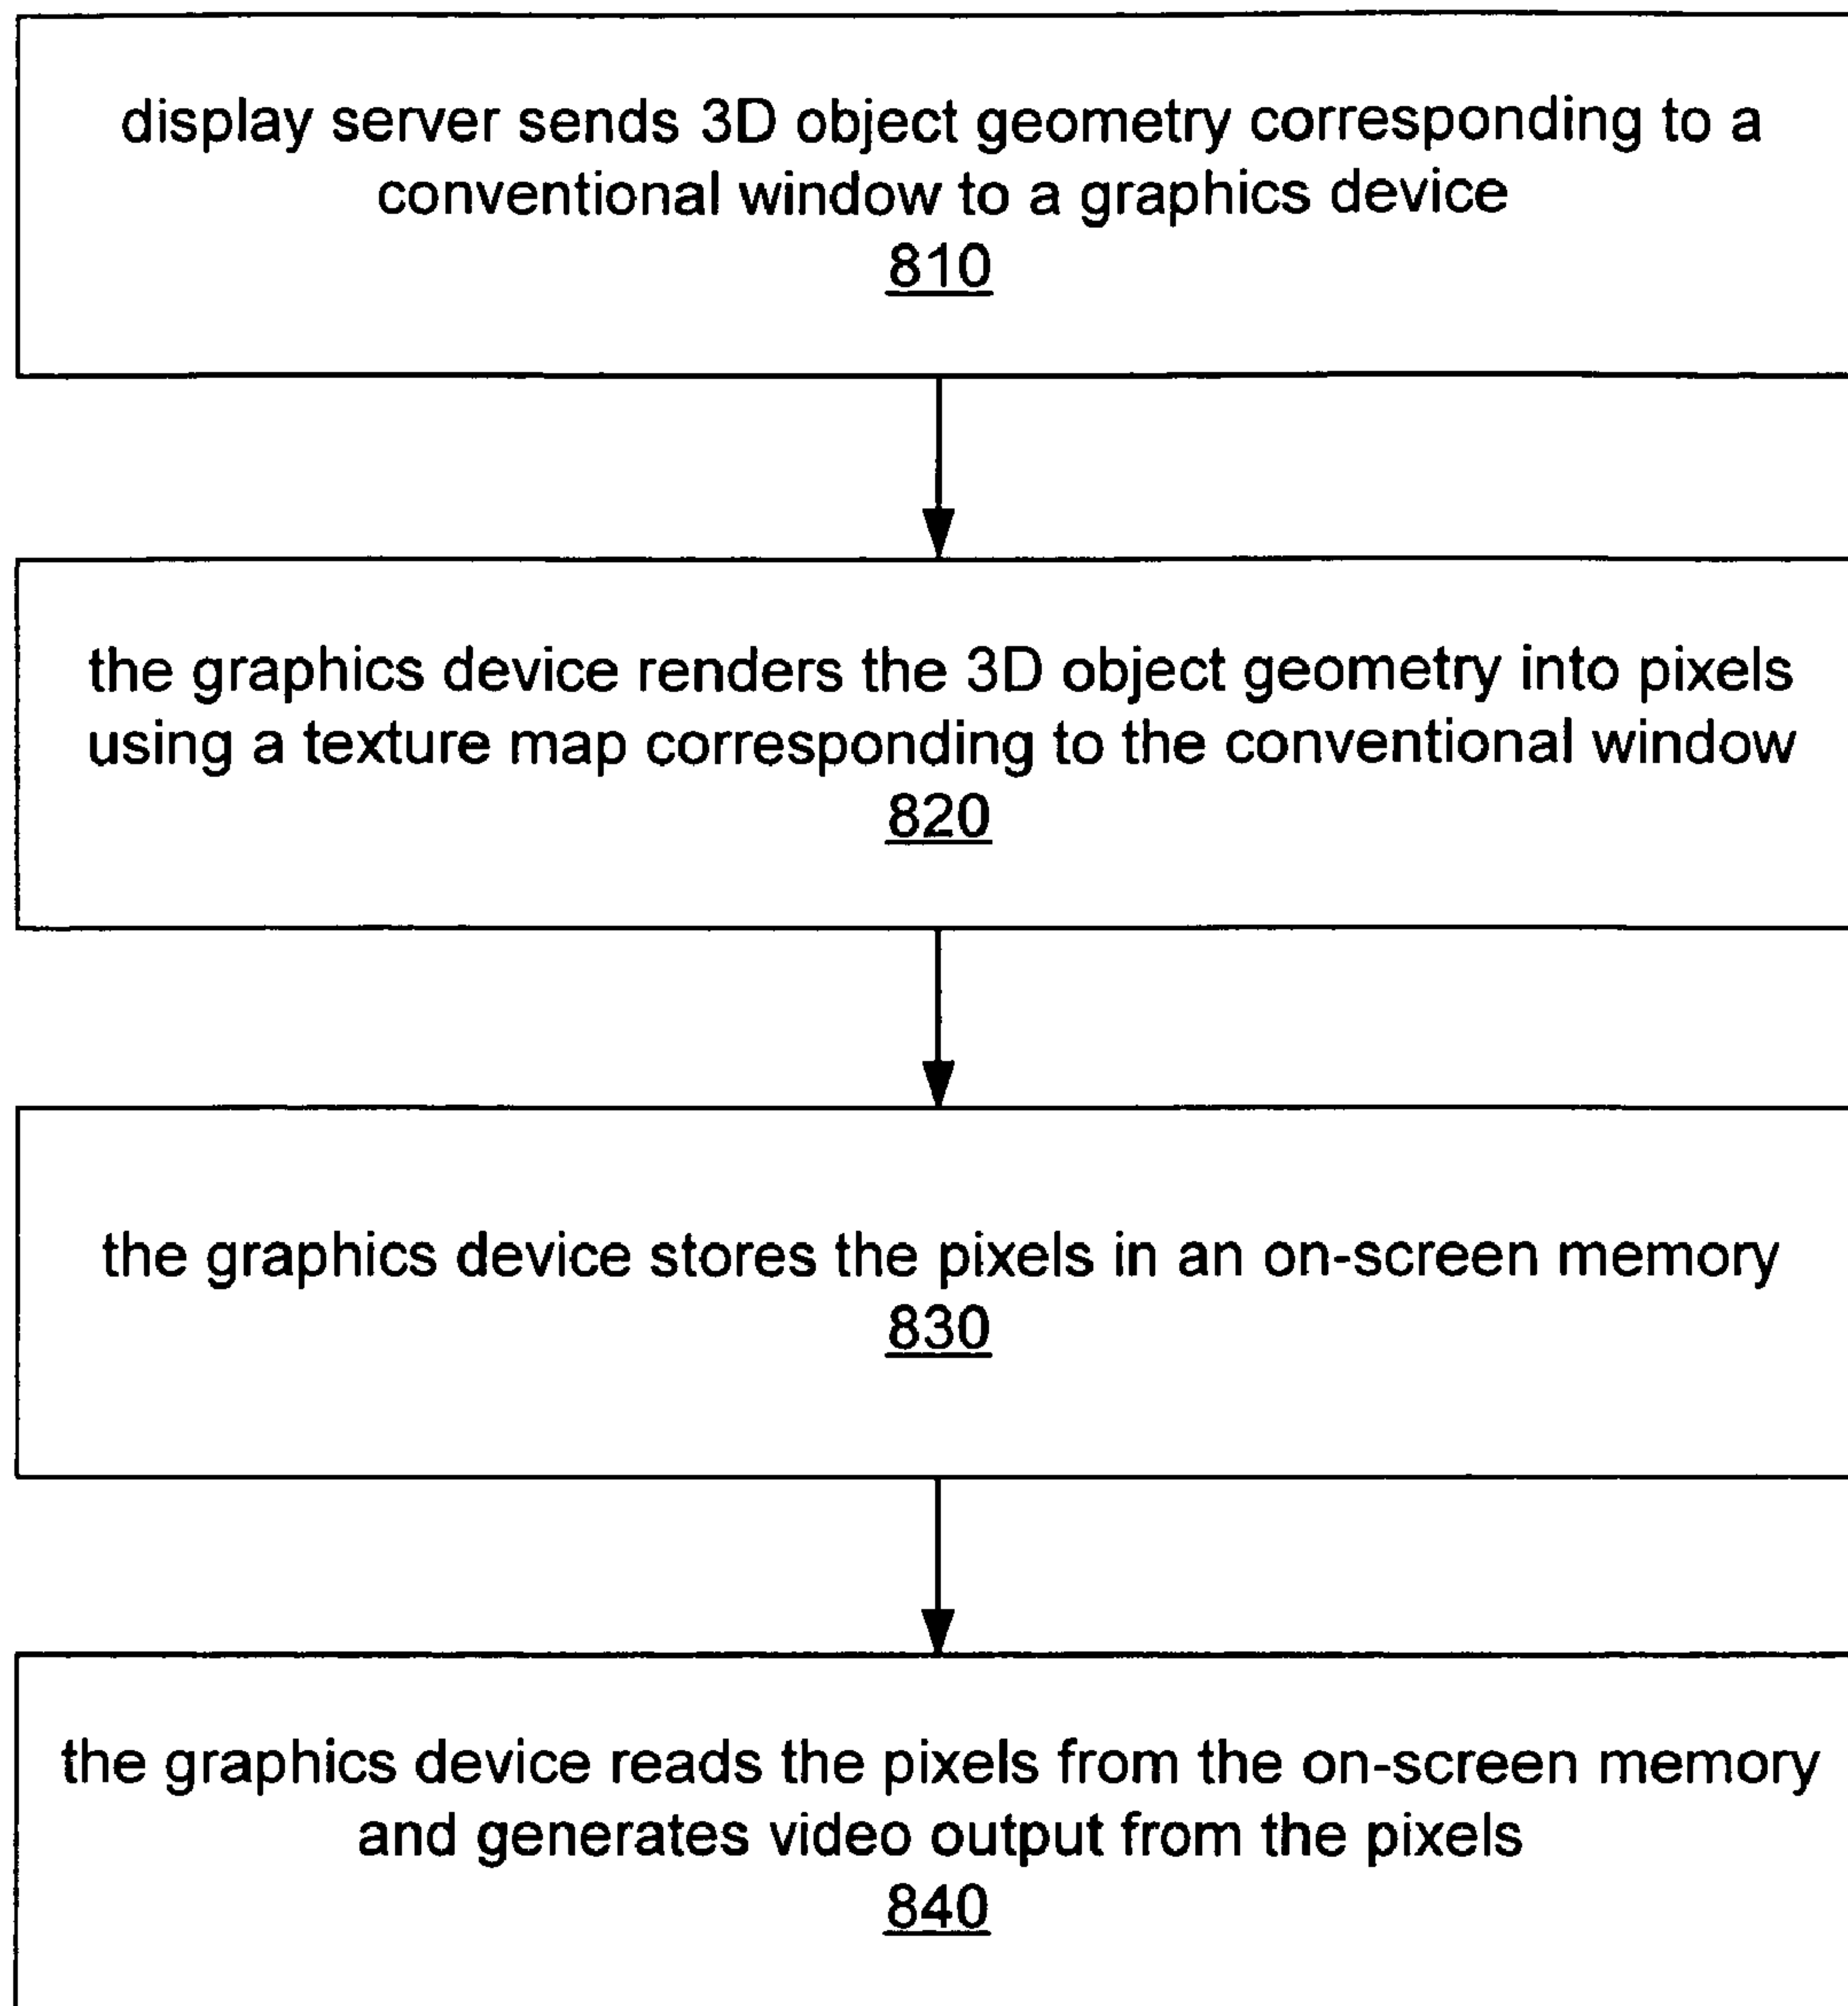 display server sends 3D object geometry corresponding to a
conventional window to a graphics device
810
the graphics device renders the 3D object geometry into pixels
using a texture map corresponding to the conventional window
820
the graphics device stores the pixels in an on-screen memory
830
the graphics device reads the pixels from the on-screen memory
and generates video output from the pixels
840